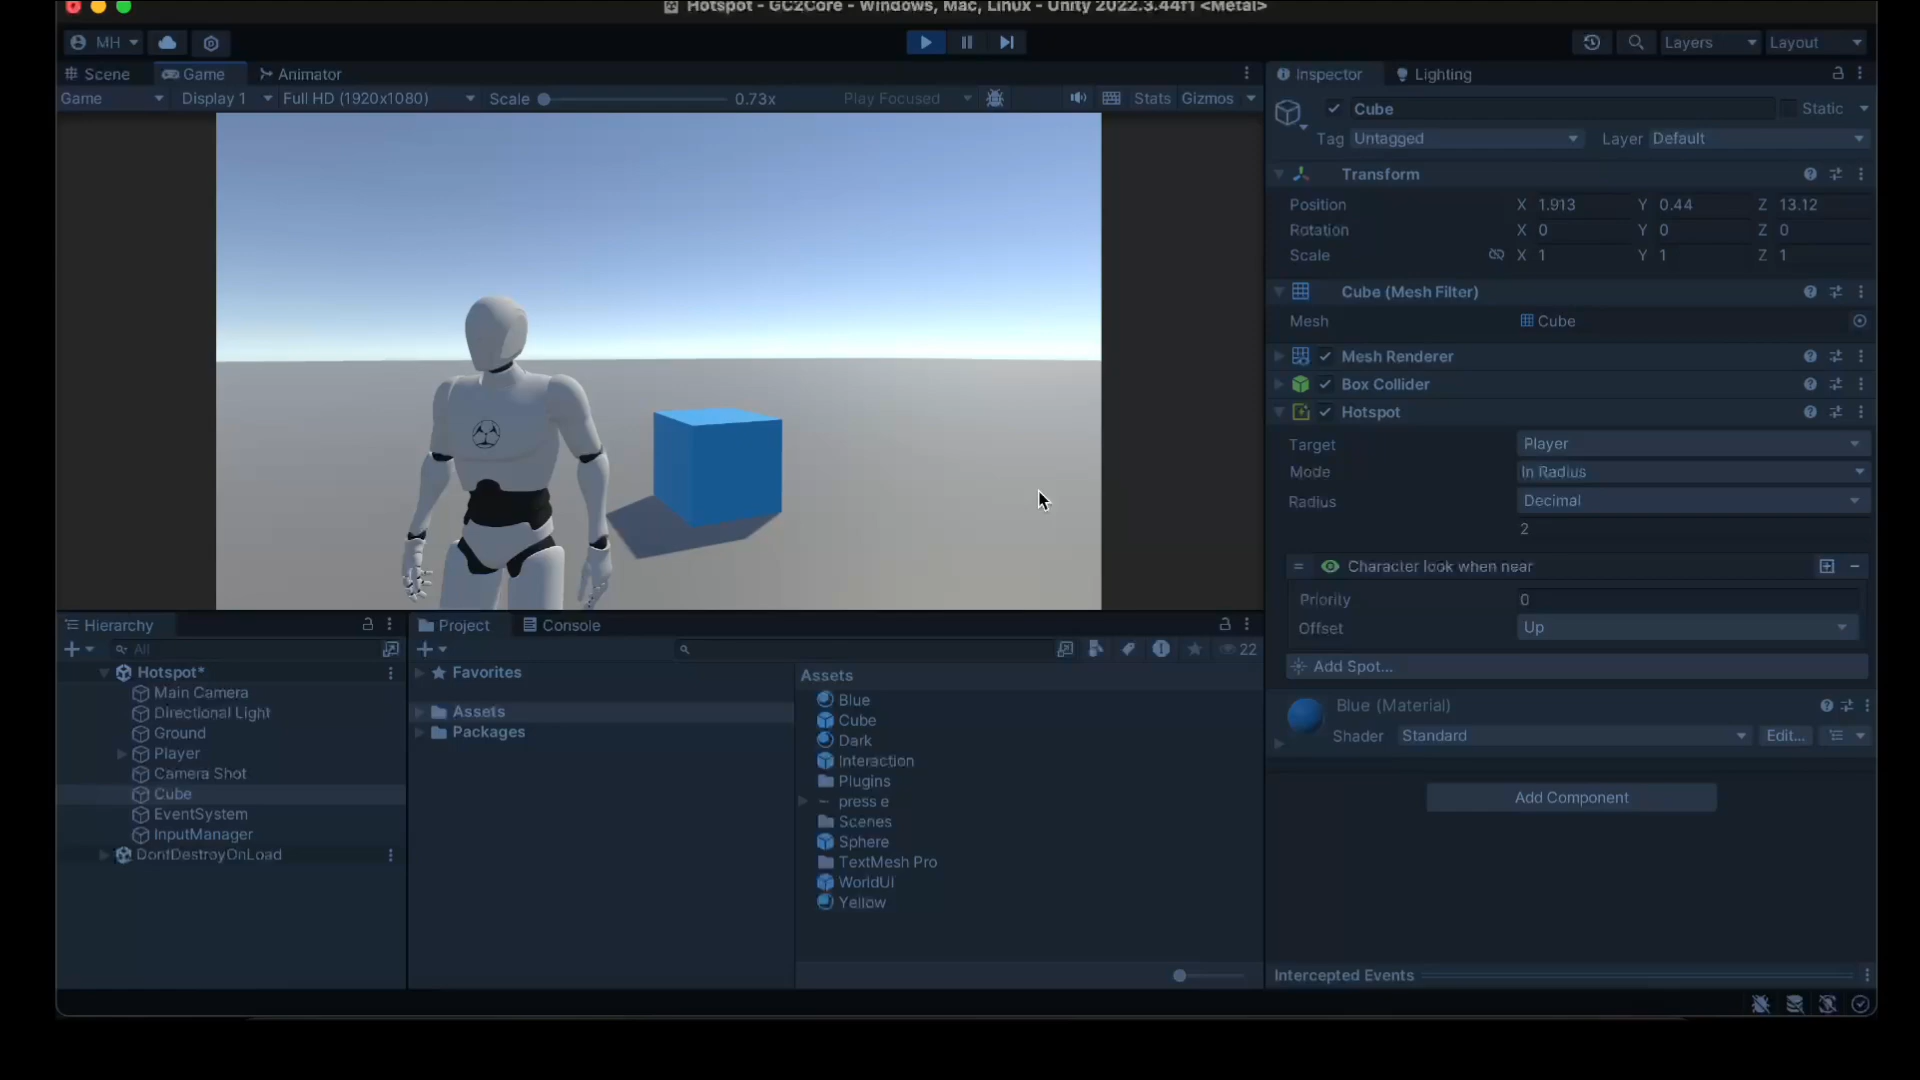 Hotspot - GC2Core - Windows, Mac, Linux - Unity 2022.3.44f1 <Metal>
MH
Layers
Layout
Scene
Game
Animator
Game
Display 1
Full HD (1920x1080)
Scale
0.73x
Play Focused
Stats
Gizmos
Inspector
Lighting
Cube
Static
Tag
Untagged
Layer
Default
Transform
Position
X 1.913
Y 0.44
Z 13.12
Rotation
X 0
Y 0
Z 0
Scale
X 1
Y 1
Z 1
Cube (Mesh Filter)
Mesh
Cube
Mesh Renderer
Box Collider
Hotspot
Target
Player
Mode
In Radius
Radius
Decimal
2
Character look when near
Priority
0
Offset
Up
Add Spot...
Blue (Material)
Shader
Standard
Edit...
Add Component
Intercepted Events
Hierarchy
All
Hotspot*
Main Camera
Directional Light
Ground
Player
Camera Shot
Cube
EventSystem
InputManager
DontDestroyOnLoad
Project
Console
22
Favorites
Assets
Packages
Assets
Blue
Cube
Dark
Interaction
Plugins
press e
Scenes
Sphere
TextMesh Pro
WorldUI
Yellow